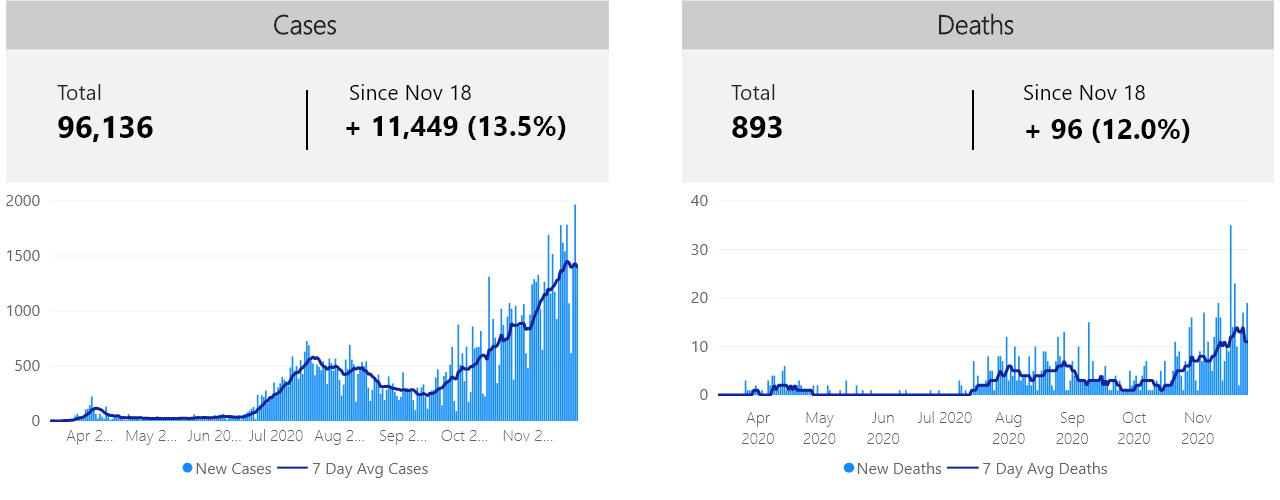 Cases
Total
Since Nov 18
96,136
+ 11,449 (13.5%)
2000
1500
1000
500
0
Apr 2...
May 2...
Jun 20...
Jul 2020
Aug 2...
Sep 2...
Oct 2...
Nov 2...
New Cases
7 Day Avg Cases
Deaths
Total
Since Nov 18
893
+ 96 (12.0%)
40
30
20
10
0
Apr 2020
May 2020
Jun 2020
Jul 2020
Aug 2020
Sep 2020
Oct 2020
Nov 2020
New Deaths
7 Day Avg Deaths